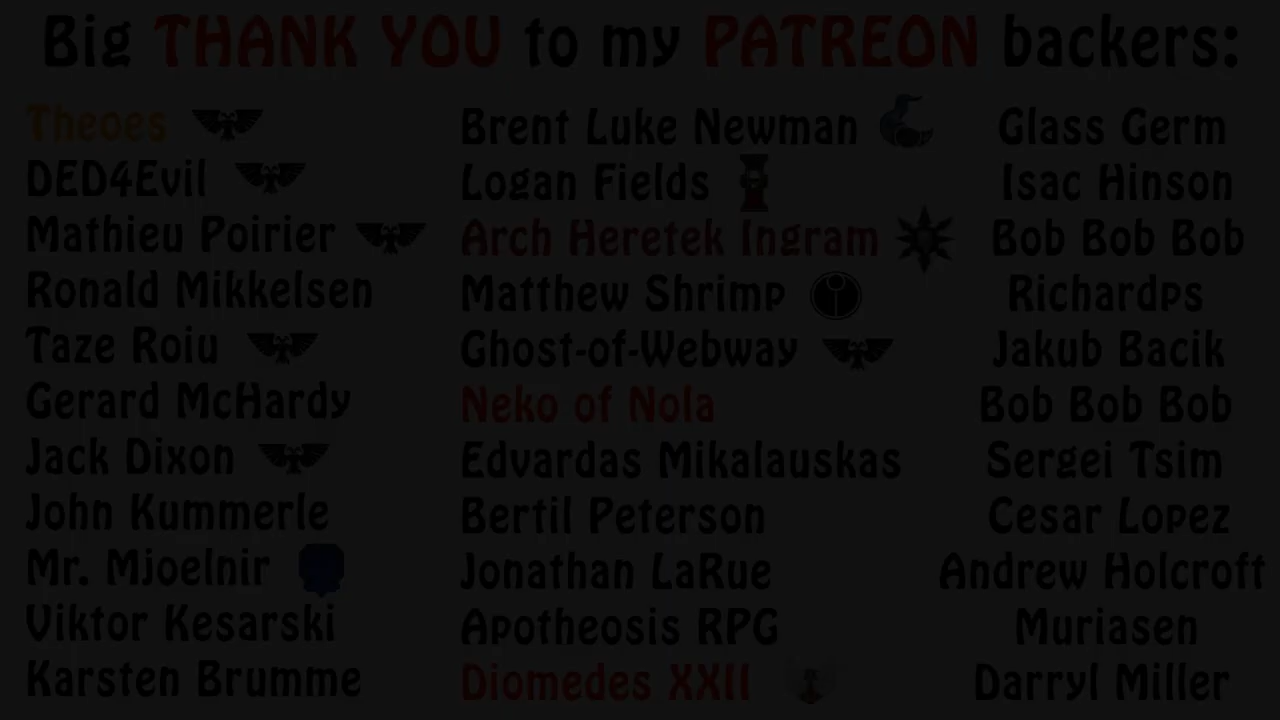 Big THANK YOU to my PATREON backers:
Theoes
DED4Evil
Mathieu Poirier
Ronald Mikkelsen
Taze Roiu
Gerard McHardy
Jack Dixon
John Kummerle
Mr. Mjoelnir
Viktor Kesarski
Karsten Brumme
Brent Luke Newman
Logan Fields
Arch Heretek Ingram
Matthew Shrimp
Ghost-of-Webway
Neko of Nola
Edvardas Mikalauskas
Bertil Peterson
Jonathan LaRue
Apotheosis RPG
Diomedes XXII
Glass Germ
Isac Hinson
Bob Bob Bob
Richardps
Jakub Bacik
Bob Bob Bob
Sergei Tsim
Cesar Lopez
Andrew Holcroft
Muriasen
Darryl Miller